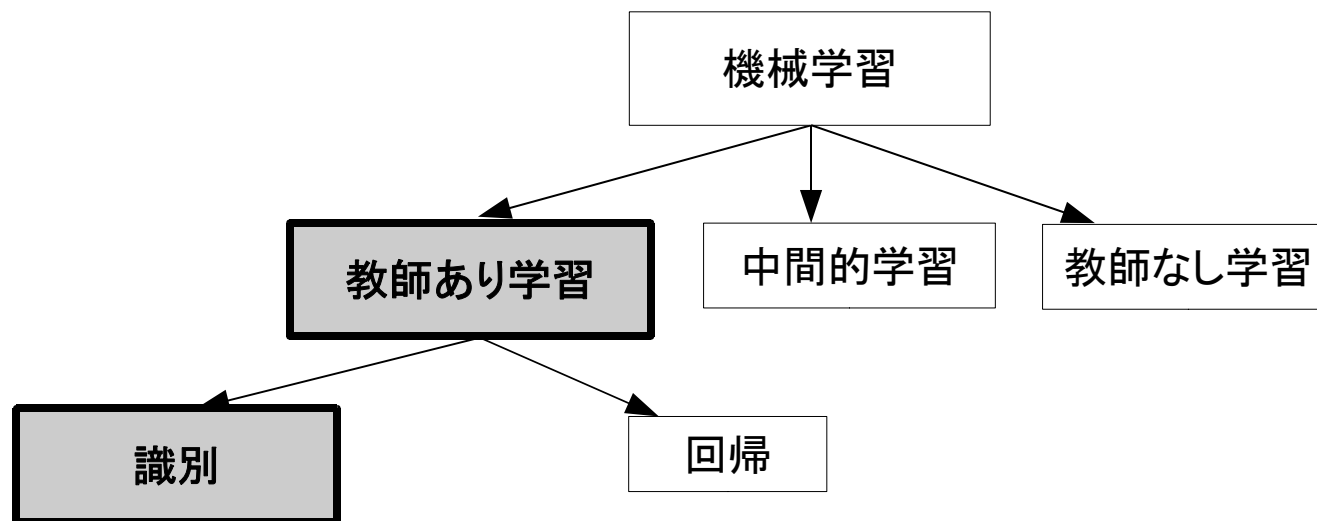 機械学習
教師あり学習
中間的学習
教師なし学習
識別
回帰